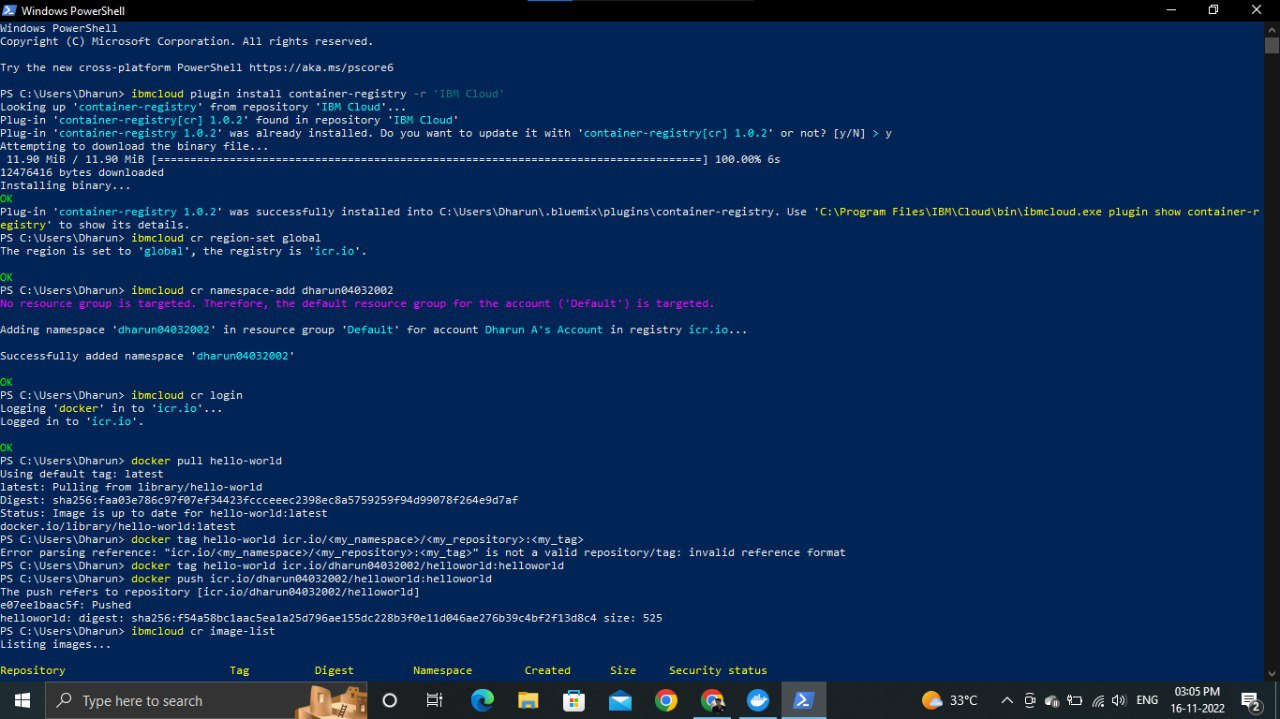 Windows PowerShell
Windows PowerShell
Copyright (C) Microsoft Corporation. All rights reserved.
Try the new cross-platform PowerShell https://aka.ms/pscore6
PS C:\Users\Dharun> ibmcloud plugin install container-registry -r 'IBM Cloud'
Looking up 'container-registry' from repository 'IBM Cloud'...
Plug-in 'container-registry[cr] 1.0.2' found in repository 'IBM Cloud'
Plug-in 'container-registry 1.0.2' was already installed. Do you want to update it with 'container-registry[cr] 1.0.2' or not? [y/N] > y
Attempting to download the binary file...
 11.90 MiB / 11.90 MiB [===================================================================================] 100.00% 6s
12476416 bytes downloaded
Installing binary...
OK
Plug-in 'container-registry 1.0.2' was successfully installed into C:\Users\Dharun\.bluemix\plugins\container-registry. Use 'C:\Program Files\IBM\Cloud\bin\ibmcloud.exe plugin show container-r
egistry' to show its details.
PS C:\Users\Dharun> ibmcloud cr region-set global
The region is set to 'global', the registry is 'icr.io'.
OK
PS C:\Users\Dharun> ibmcloud cr namespace-add dharun04032002
No resource group is targeted. Therefore, the default resource group for the account ('Default') is targeted.
Adding namespace 'dharun04032002' in resource group 'Default' for account Dharun A's Account in registry icr.io...
Successfully added namespace 'dharun04032002'
OK
PS C:\Users\Dharun> ibmcloud cr login
Logging 'docker' in to 'icr.io'...
Logged in to 'icr.io'.
OK
PS C:\Users\Dharun> docker pull hello-world
Using default tag: latest
latest: Pulling from library/hello-world
Digest: sha256:faa03e786c97f07ef34423fccceeec2398ec8a5759259f94d99078f264e9d7af
Status: Image is up to date for hello-world:latest
docker.io/library/hello-world:latest
PS C:\Users\Dharun> docker tag hello-world icr.io/<my_namespace>/<my_repository>:<my_tag>
Error parsing reference: "icr.io/<my_namespace>/<my_repository>:<my_tag>" is not a valid repository/tag: invalid reference format
PS C:\Users\Dharun> docker tag hello-world icr.io/dharun04032002/helloworld:helloworld
PS C:\Users\Dharun> docker push icr.io/dharun04032002/helloworld:helloworld
The push refers to repository [icr.io/dharun04032002/helloworld]
e07ee1baac5f: Pushed
helloworld: digest: sha256:f54a58bc1aac5ea1a25d796ae155dc228b3f0e11d046ae276b39c4bf2f13d8c4 size: 525
PS C:\Users\Dharun> ibmcloud cr image-list
Listing images...
Repository Tag Digest Namespace Created Size Security status
Type here to search
33°C ENG 03:05 PM
16-11-2022 2